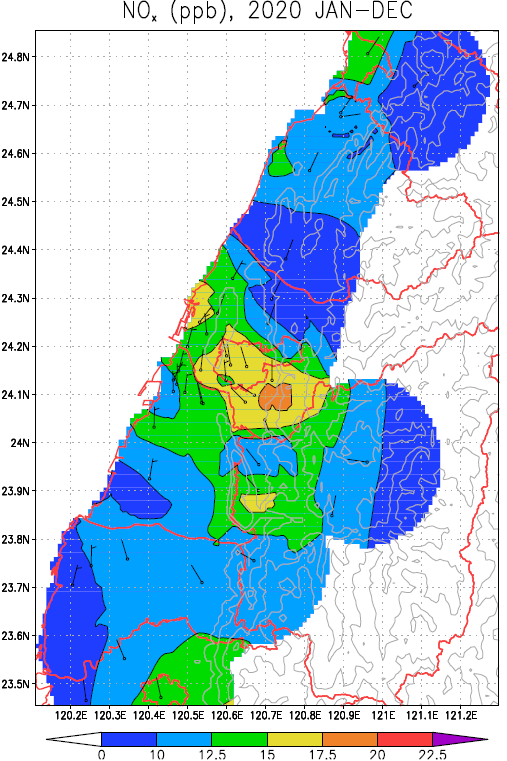 NOx (ppb), 2020 JAN-DEC
24.8N
24.7N
24.6N
24.5N
24.4N
24.3N
24.2N
24.1N
24N
23.9N
23.8N
23.7N
23.6N
23.5N
120.2E 120.3E 120.4E 120.5E 120.6E 120.7E 120.8E 120.9E 121E 121.1E 121.2E
0 10 12.5 15 17.5 20 22.5